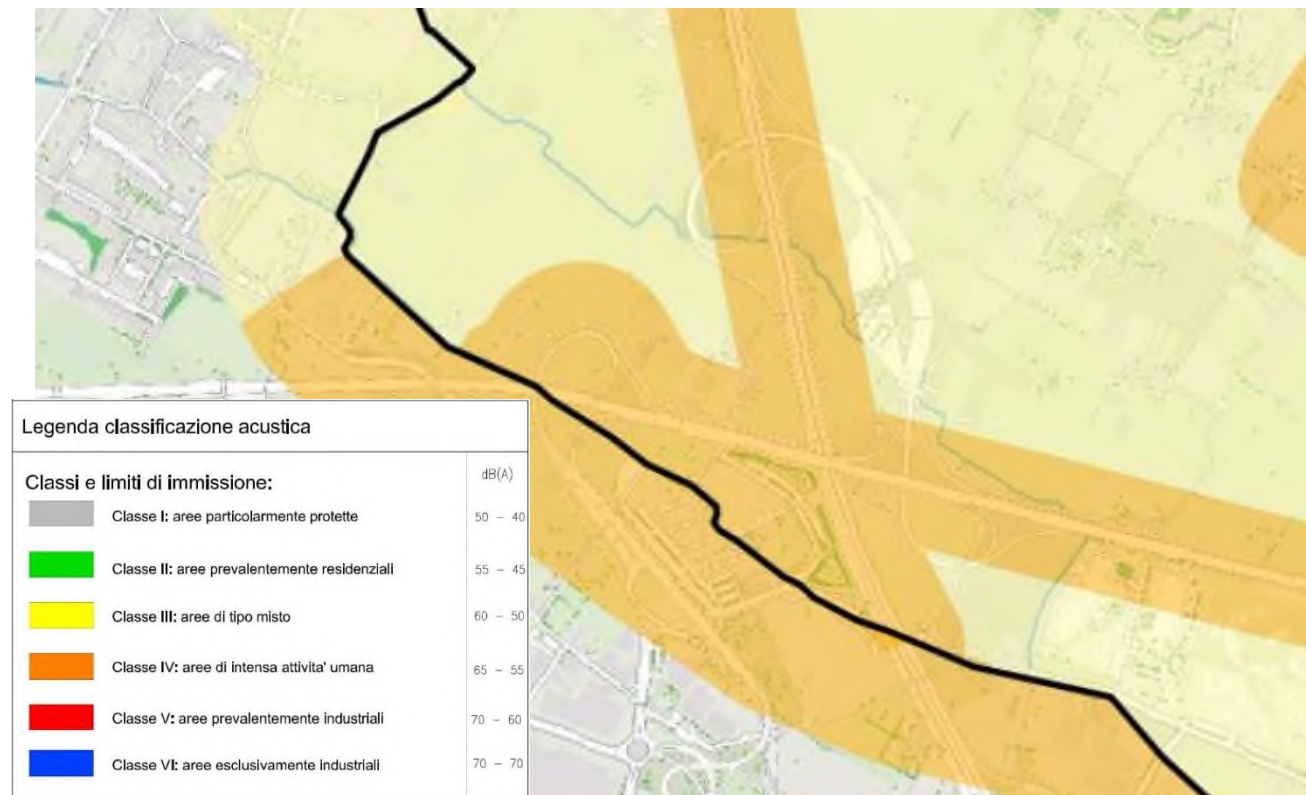 Legenda classificazione acustica
Classi e limiti di immissione: dB(A)
Classe I: aree particolarmente protette 50 - 40
Classe II: aree prevalentemente residenziali 55 - 45
Classe III: aree di tipo misto 60 - 50
Classe IV: aree di intensa attivita' umana 65 - 55
Classe V: aree prevalentemente industriali 70 - 60
Classe VI: aree esclusivamente industriali 70 - 70